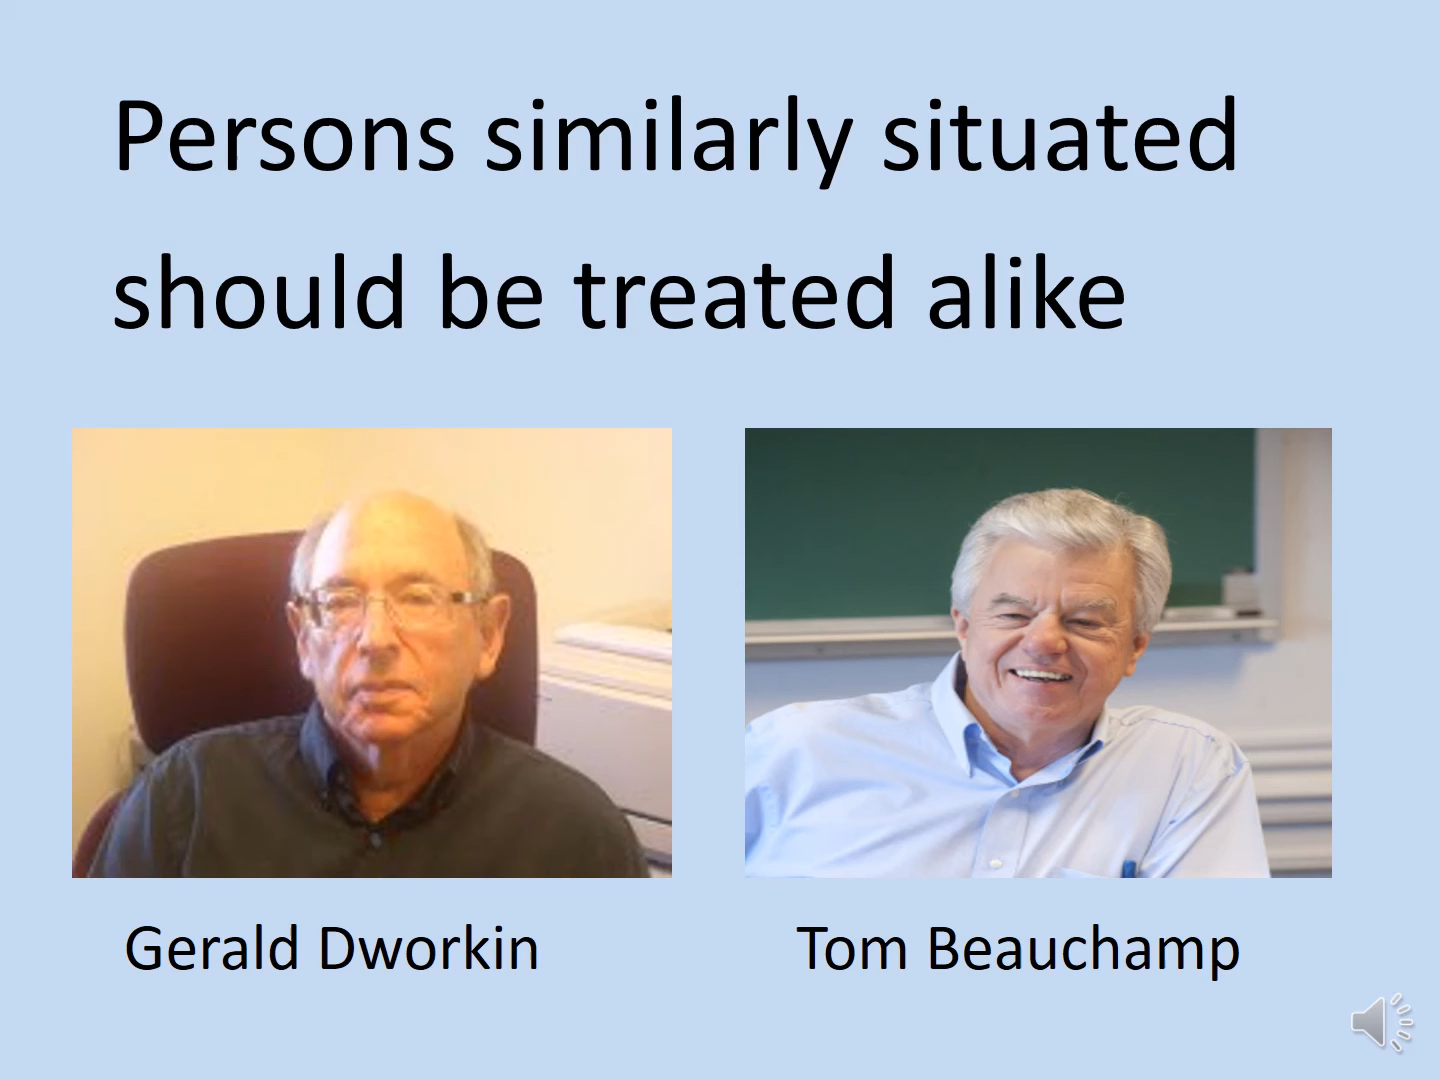 Persons similarly situated
should be treated alike
Gerald Dworkin
Tom Beauchamp